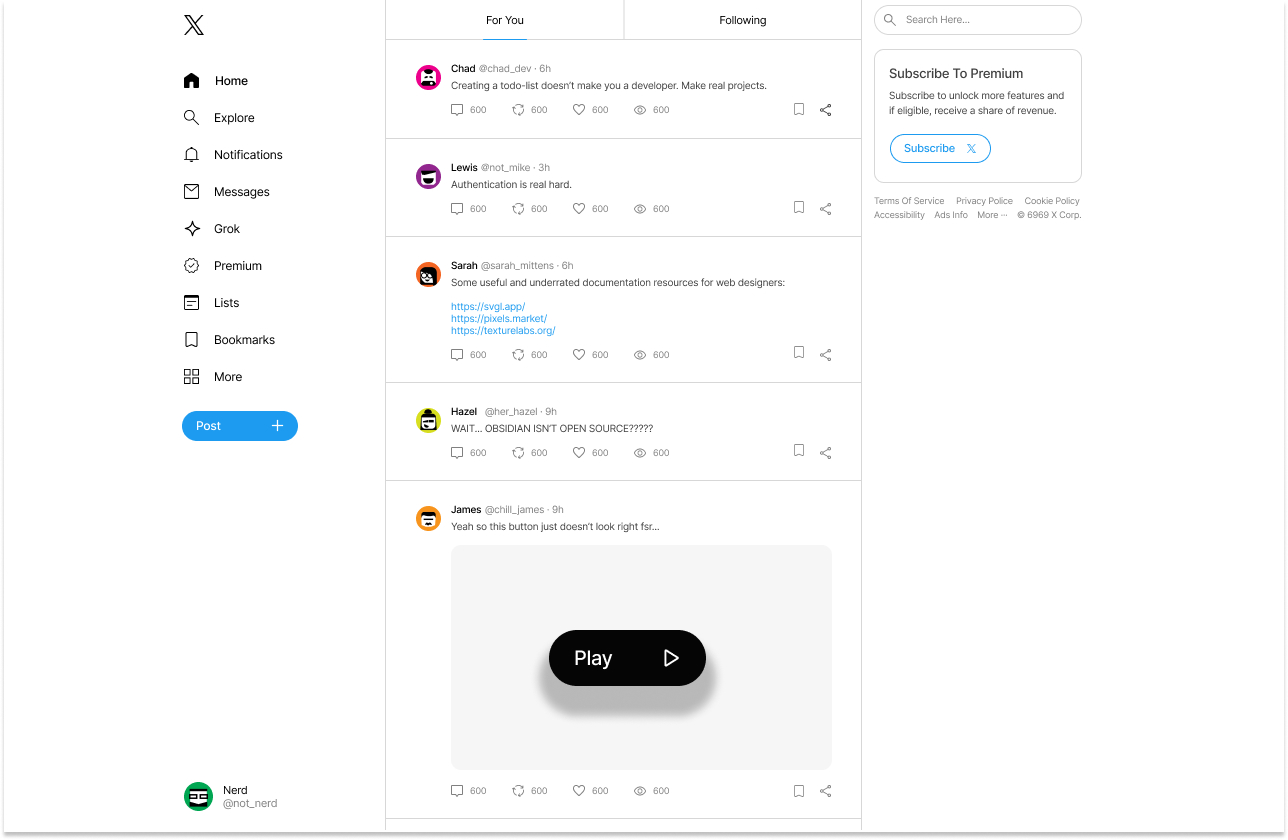 Home
Explore
Notifications
Messages
Grok
Premium
Lists
Bookmarks
More
Post
Nerd
@not_nerd
For You
Following
Chad @chad_dev · 6h
Creating a todo-list doesn’t make you a developer. Make real projects.
600 600 600 600
Lewis @not_mike · 3h
Authentication is real hard.
600 600 600 600
Sarah @sarah_mittens · 6h
Some useful and underrated documentation resources for web designers:
https://svgl.app/
https://pixels.market/
https://texturelabs.org/
600 600 600 600
Hazel @her_hazel · 9h
WAIT... OBSIDIAN ISN’T OPEN SOURCE?????
600 600 600 600
James @chill_james · 9h
Yeah so this button just doesn’t look right fsr...
Play
600 600 600 600
Search Here...
Subscribe To Premium
Subscribe to unlock more features and
if eligible, receive a share of revenue.
Subscribe
Terms Of Service Privacy Policy Cookie Policy
Accessibility Ads Info More ··· © 6969 X Corp.